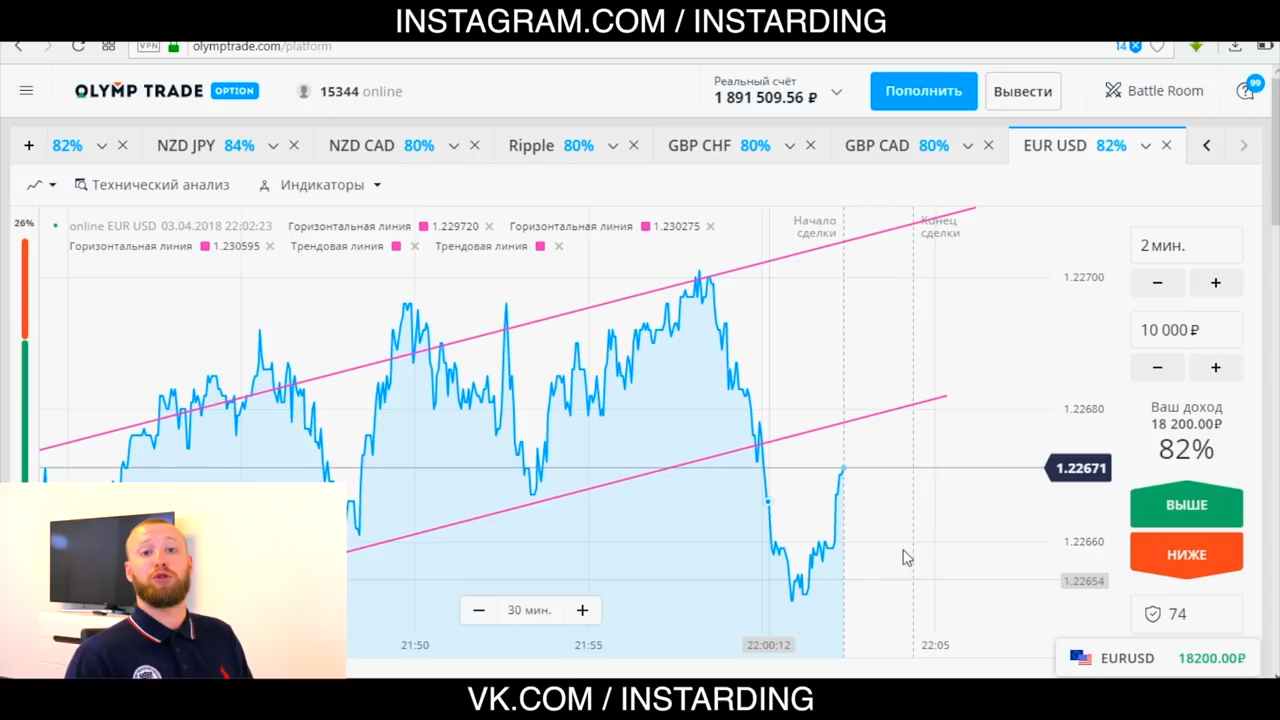 INSTAGRAM.COM / INSTARDING
VPN olymptrade.com/platform 14
OLYMP TRADE OPTION 15344 online Реальный счёт 1 891 509.56 ₽ Пополнить Вывести Battle Room 99
+ 82% NZD JPY 84% NZD CAD 80% Ripple 80% GBP CHF 80% GBP CAD 80% EUR USD 82%
Технический анализ Индикаторы
26% online EUR USD 03.04.2018 22:02:23 Горизонтальная линия 1.229720 Горизонтальная линия 1.230275
Горизонтальная линия 1.230595 Трендовая линия Трендовая линия
Начало сделки
Конец сделки
1.22700
1.22680
1.22671
1.22660
1.22654
2 мин.
− +
10 000 ₽
− +
Ваш доход
18 200.00₽
82%
ВЫШЕ
НИЖЕ
74
− 30 мин. +
21:50 21:55 22:00:12 22:05
EURUSD 18200.00₽
VK.COM / INSTARDING